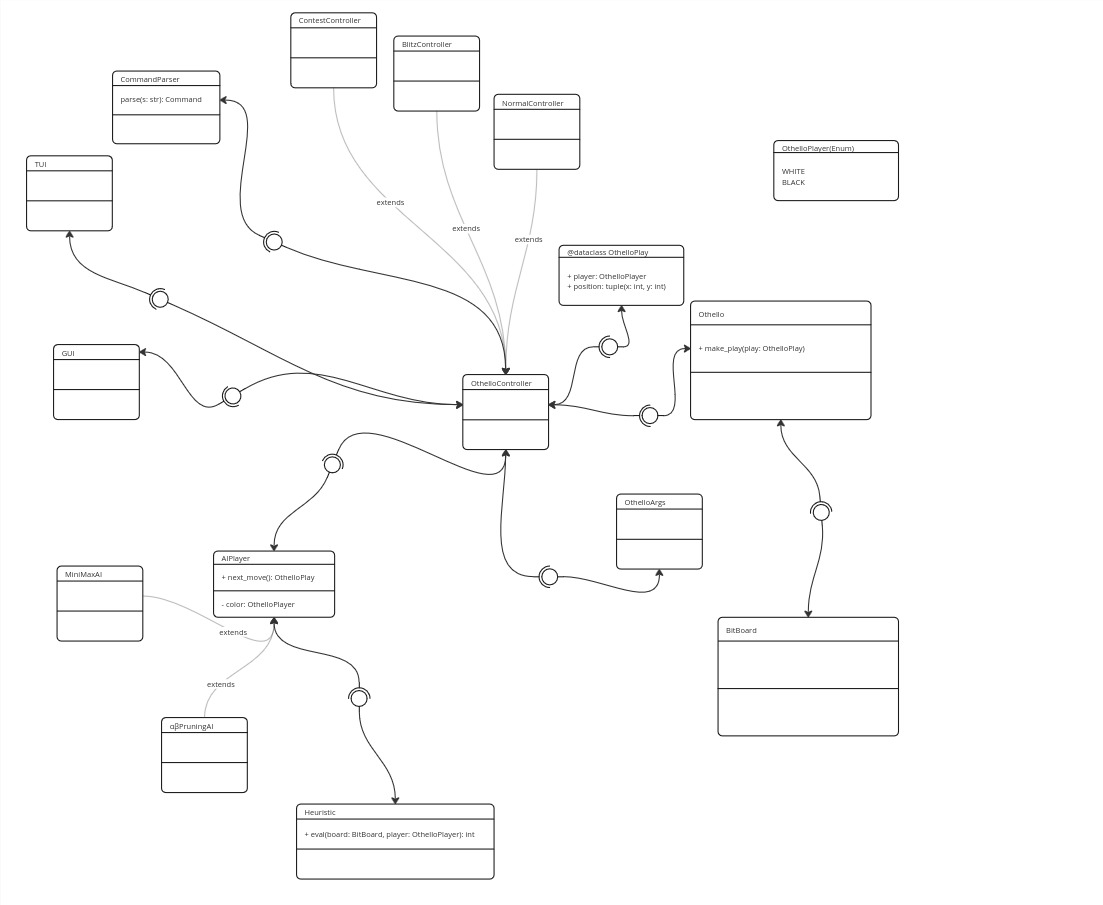 ContestController
BlitzController
CommandParser
parse(s: str): Command
NormalController
OthelloPlayer(Enum)
WHITE
BLACK
TUI
extends
extends
extends
@dataclass OthelloPlay
+ player: OthelloPlayer
+ position: tuple(x: int, y: int)
Othello
+ make_play(play: OthelloPlay)
GUI
OthelloController
OthelloArgs
AIPlayer
+ next_move(): OthelloPlay
- color: OthelloPlayer
MiniMaxAI
extends
BitBoard
extends
αβPruningAI
Heuristic
+ eval(board: BitBoard, player: OthelloPlayer): int